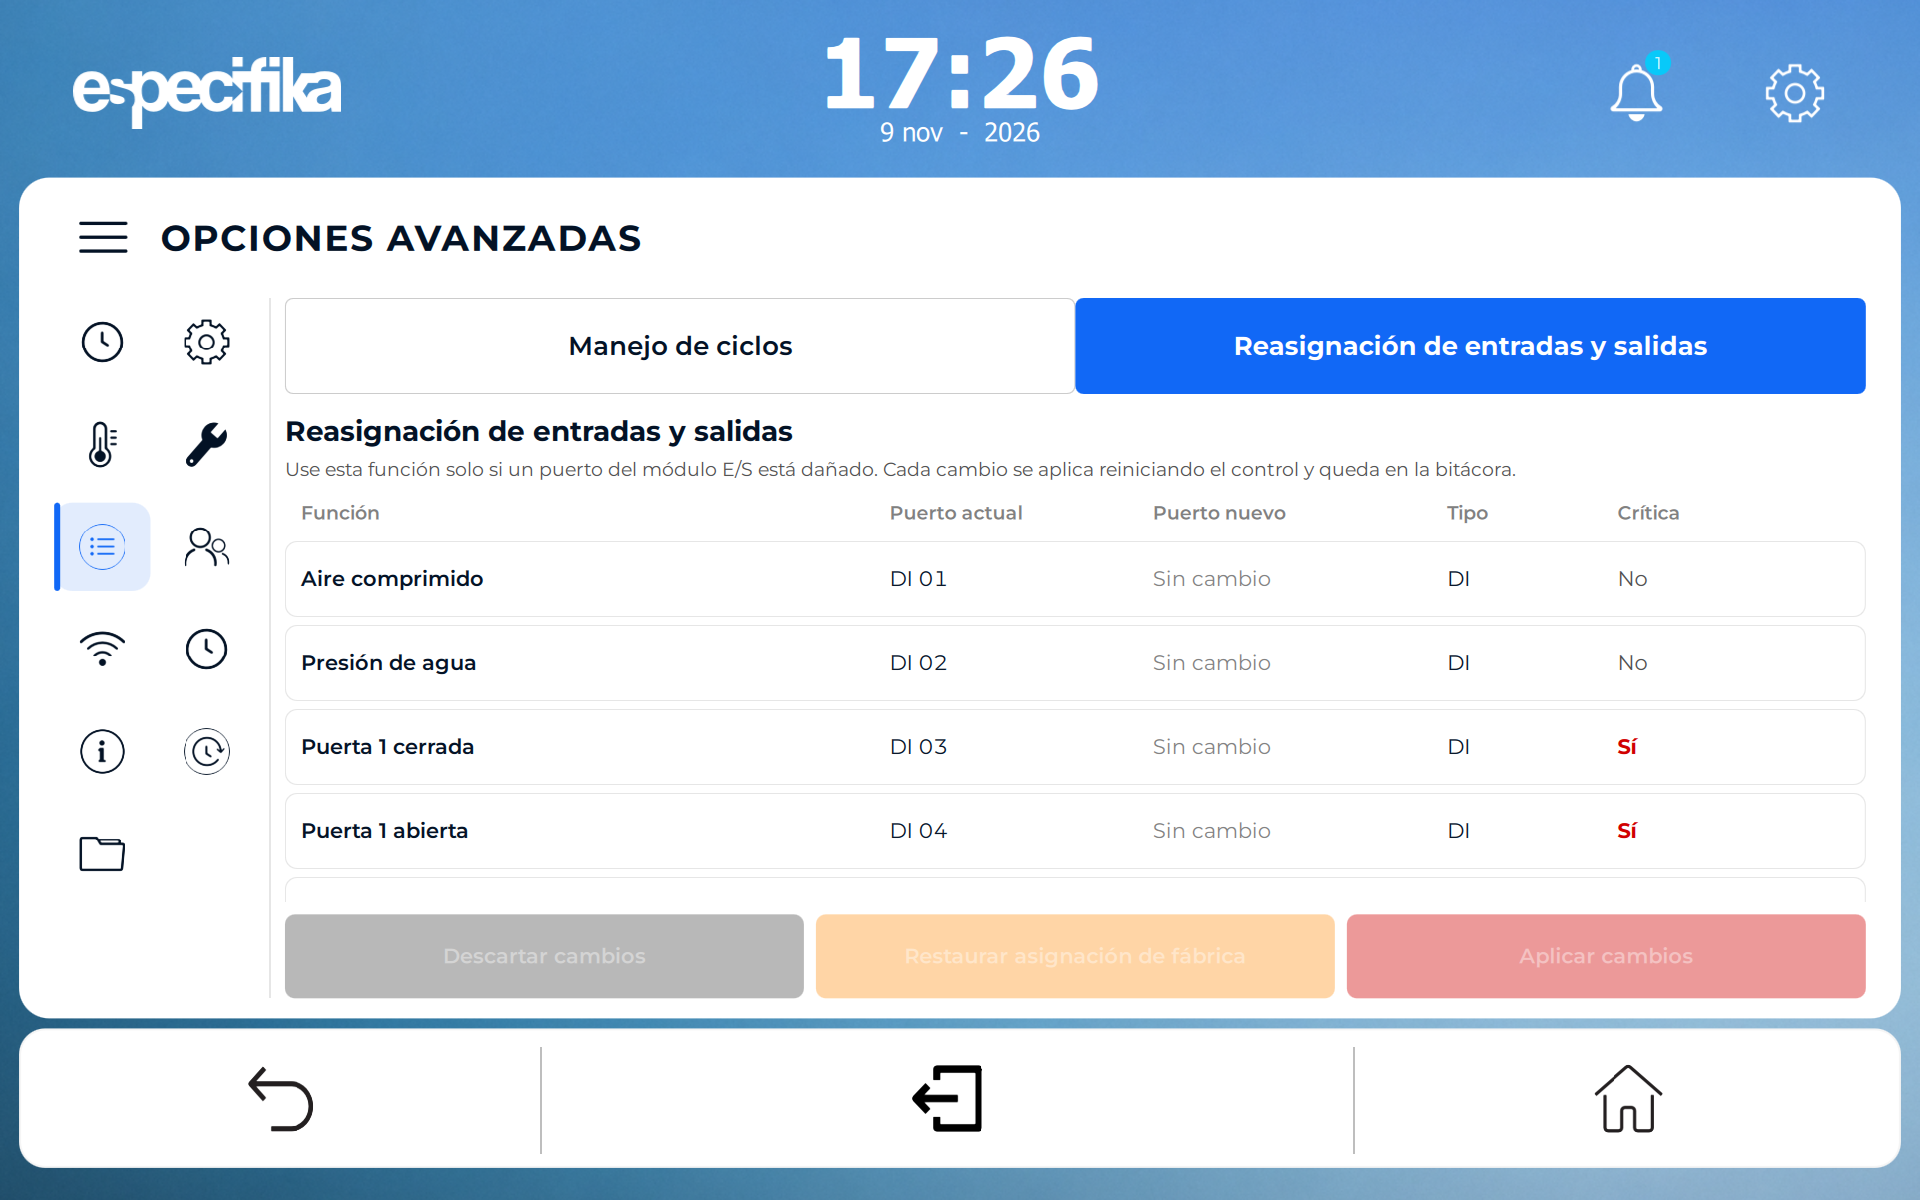 especifika
17:26
9 nov - 2026
1
OPCIONES AVANZADAS
Manejo de ciclos
Reasignación de entradas y salidas
Reasignación de entradas y salidas
Use esta función solo si un puerto del módulo E/S está dañado. Cada cambio se aplica reiniciando el control y queda en la bitácora.
Función Puerto actual Puerto nuevo Tipo Crítica
Aire comprimido DI 01 Sin cambio DI No
Presión de agua DI 02 Sin cambio DI No
Puerta 1 cerrada DI 03 Sin cambio DI Sí
Puerta 1 abierta DI 04 Sin cambio DI Sí
Descartar cambios
Restaurar asignación de fábrica
Aplicar cambios